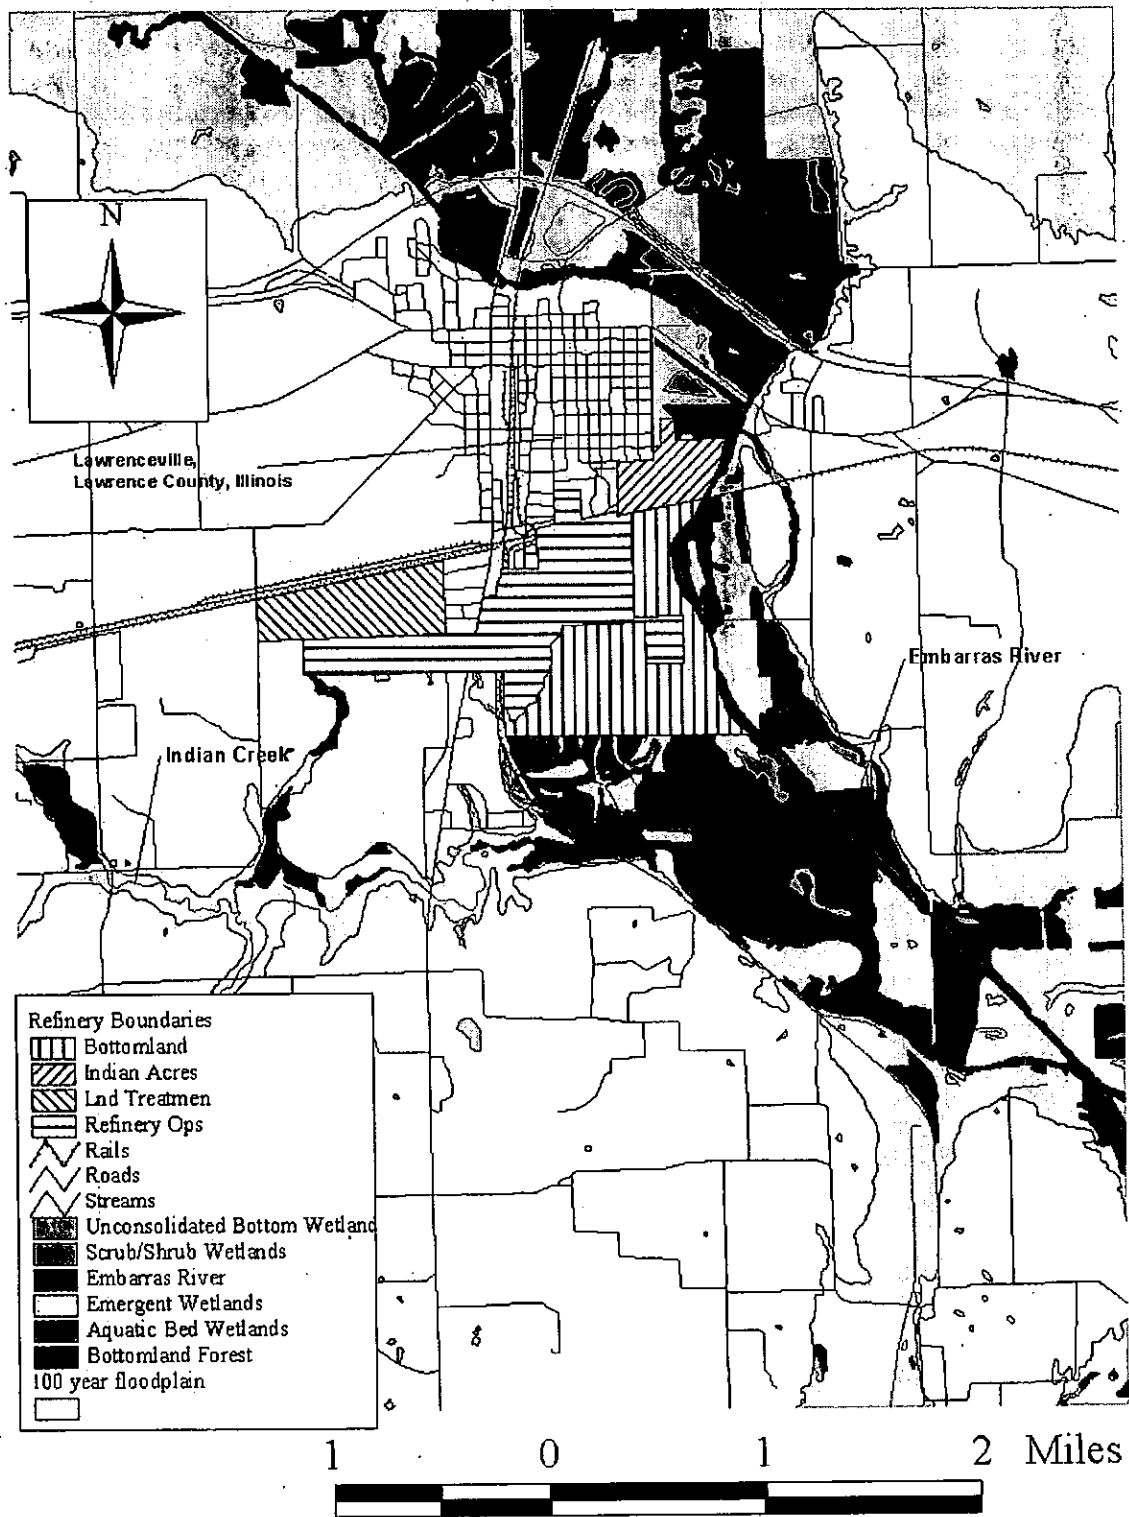 N
Lawrenceville,
Lawrence County, Illinois
Embarras River
Indian Creek
Refinery Boundaries
Bottomland
Indian Acres
Lnd Treatmen
Refinery Ops
Rails
Roads
Streams
Unconsolidated Bottom Wetland
Scrub/Shrub Wetlands
Embarras River
Emergent Wetlands
Aquatic Bed Wetlands
Bottomland Forest
100 year floodplain
1 0 1 2 Miles